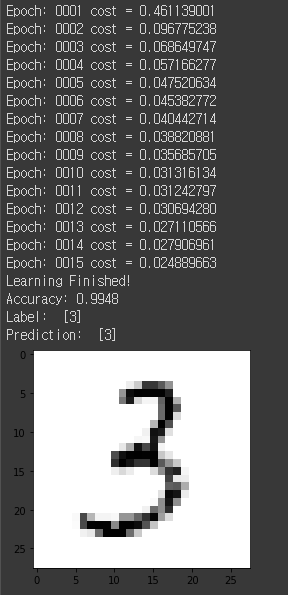 Epoch: 0001 cost = 0.461139001
Epoch: 0002 cost = 0.096775238
Epoch: 0003 cost = 0.068649747
Epoch: 0004 cost = 0.057166277
Epoch: 0005 cost = 0.047520634
Epoch: 0006 cost = 0.045382772
Epoch: 0007 cost = 0.040442714
Epoch: 0008 cost = 0.038820881
Epoch: 0009 cost = 0.035685705
Epoch: 0010 cost = 0.031316134
Epoch: 0011 cost = 0.031242797
Epoch: 0012 cost = 0.030694280
Epoch: 0013 cost = 0.027110566
Epoch: 0014 cost = 0.027906961
Epoch: 0015 cost = 0.024889663
Learning Finished!
Accuracy: 0.9948
Label: [3]
Prediction: [3]
0
5
10
15
20
25
3
0 5 10 15 20 25